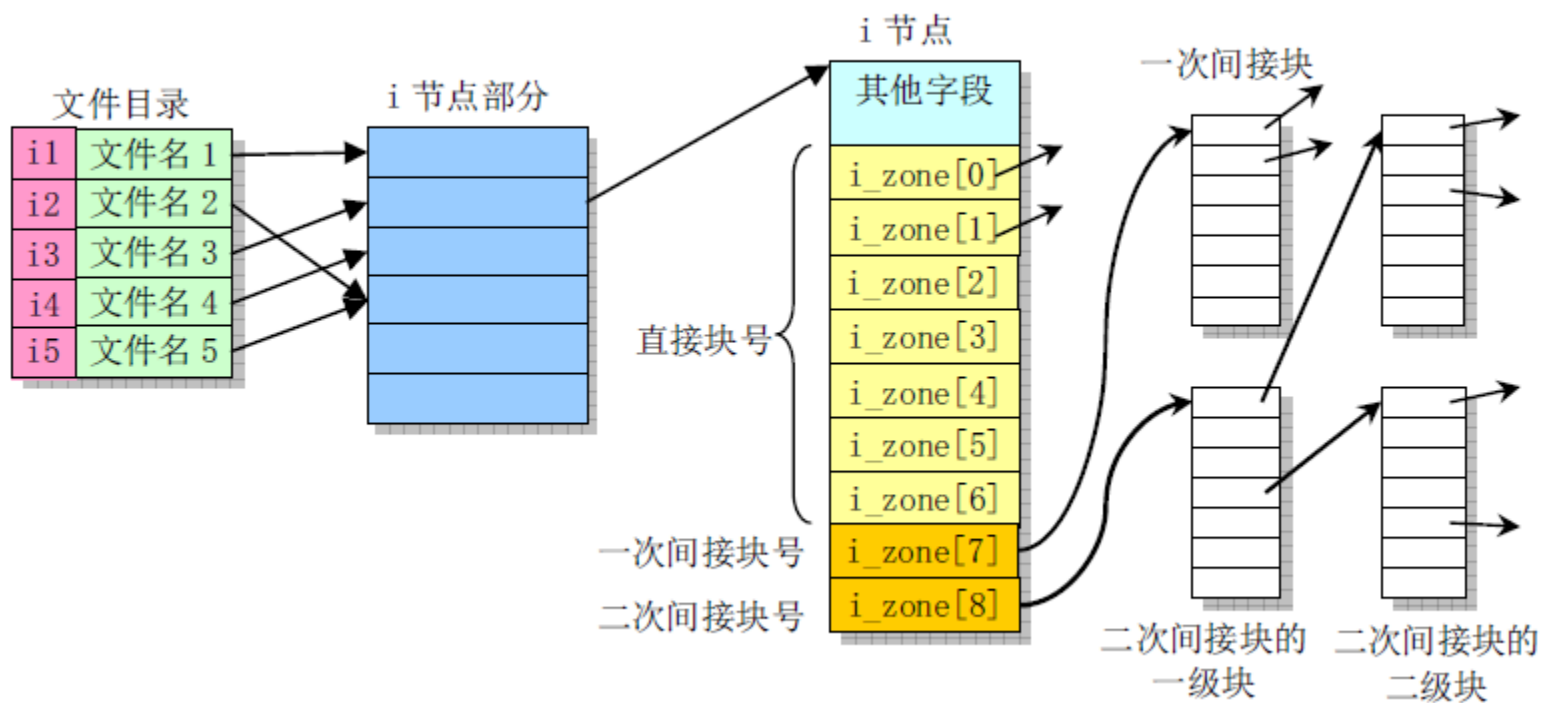 文件目录
i1 文件名 1
i2 文件名 2
i3 文件名 3
i4 文件名 4
i5 文件名 5
i 节点部分
i 节点
其他字段
i_zone[0]
i_zone[1]
i_zone[2]
i_zone[3]
i_zone[4]
i_zone[5]
i_zone[6]
i_zone[7]
i_zone[8]
直接块号
一次间接块号
二次间接块号
一次间接块
二次间接块的
一级块
二次间接块的
二级块